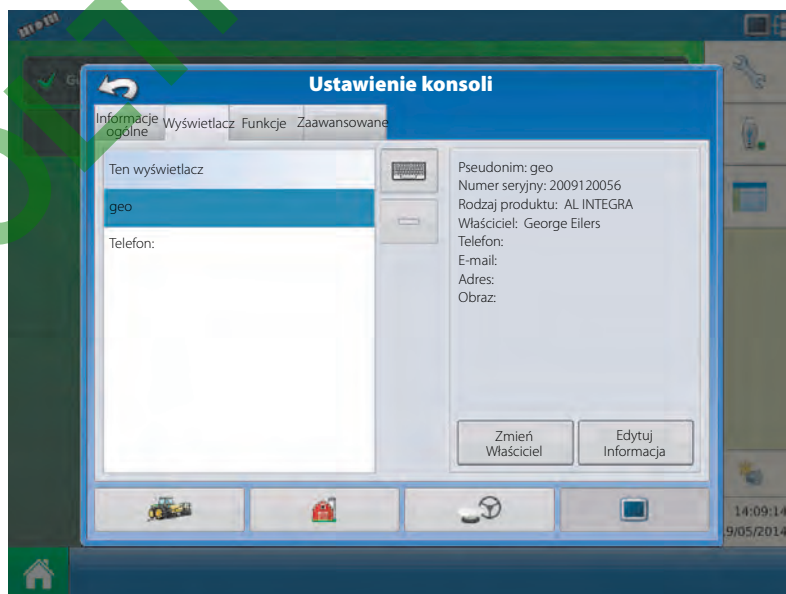 Ustawienie konsoli
Informacje
ogólne
Wyświetlacz
Funkcje
Zaawansowane
Ten wyświetlacz
geo
Telefon:
Pseudonim: geo
Numer seryjny: 2009120056
Rodzaj produktu: AL INTEGRA
Właściciel: George Eilers
Telefon:
E-mail:
Adres:
Obraz:
Zmień
Właściciel
Edytuj
Informacja
14:09:14
9/05/2014